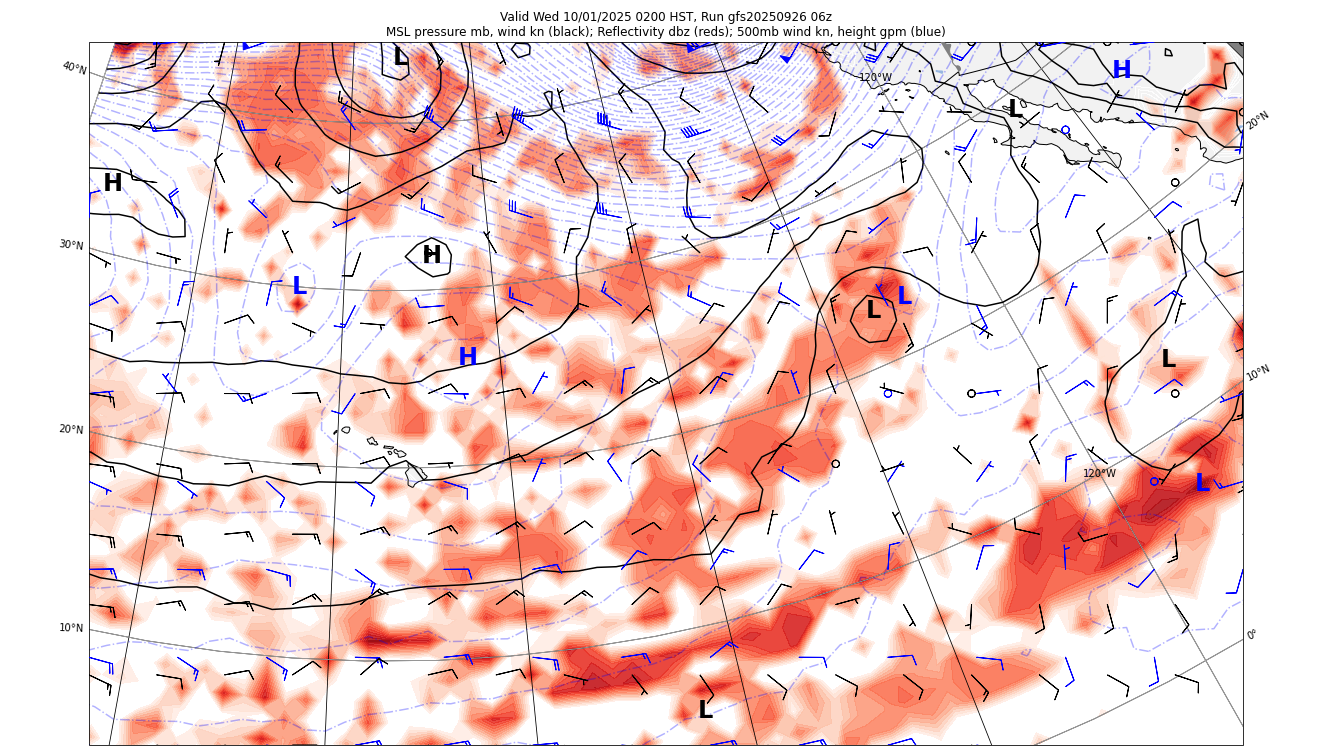 Valid Wed 10/01/2025 0200 HST, Run gfs20250926 06z
MSL pressure mb, wind kn (black); Reflectivity dbz (reds); 500mb wind kn, height gpm (blue)
L
H
40°N
120°W
L
20°N
H
30°N
H
L
L
L
H
L
10°N
20°N
120°W
L
10°N
0°
L